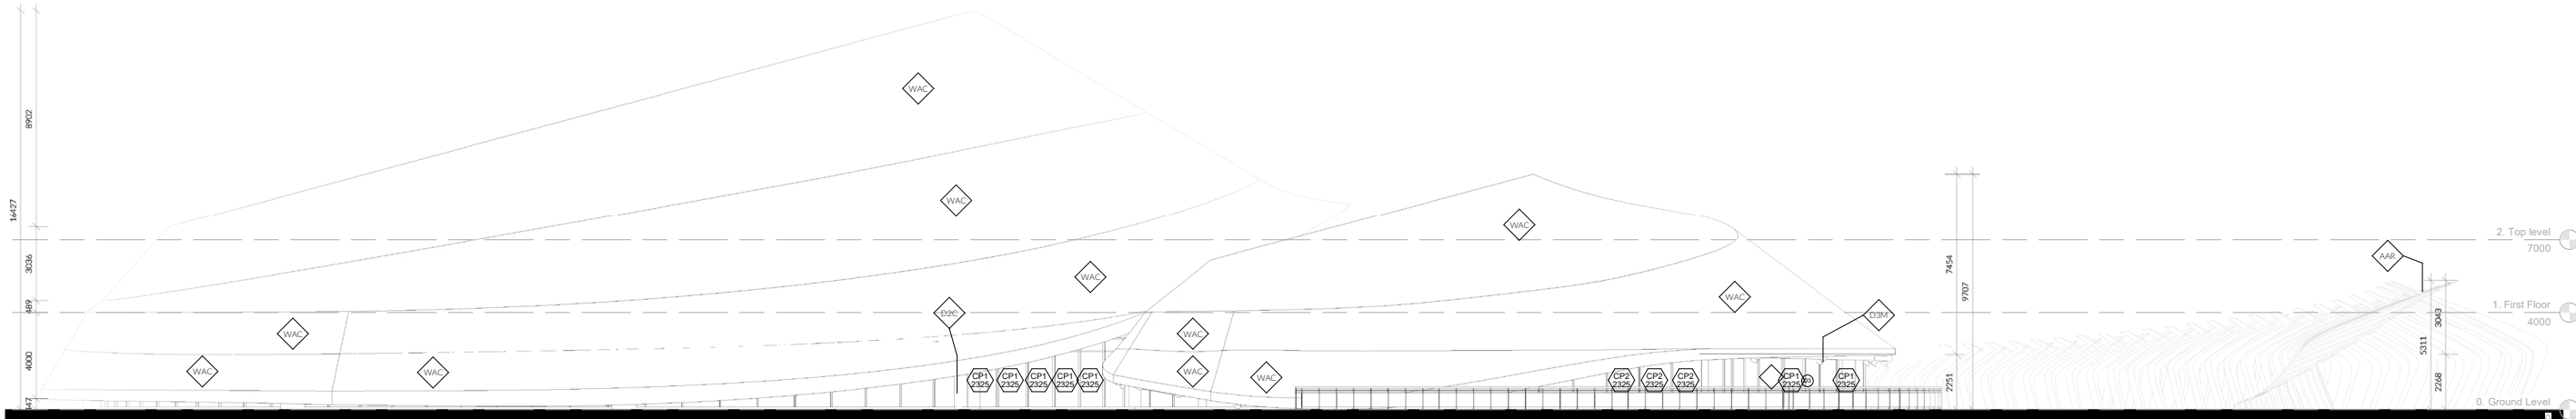 16427
8902
3036
489
4000
147
WAC
WAC
WAC
WAC
WAC
WAC
WAC
D2C
CP1
2325
CP1
2325
CP1
2325
CP1
2325
CP1
2325
WAC
WAC
WAC
WAC
WAC
CP2
2325
CP2
2325
CP2
2325
CP1
2325
CP1
2325
D3M
7454
9707
2251
AAR
3043
5311
2268
2. Top level
7000
1. First Floor
4000
0. Ground Level